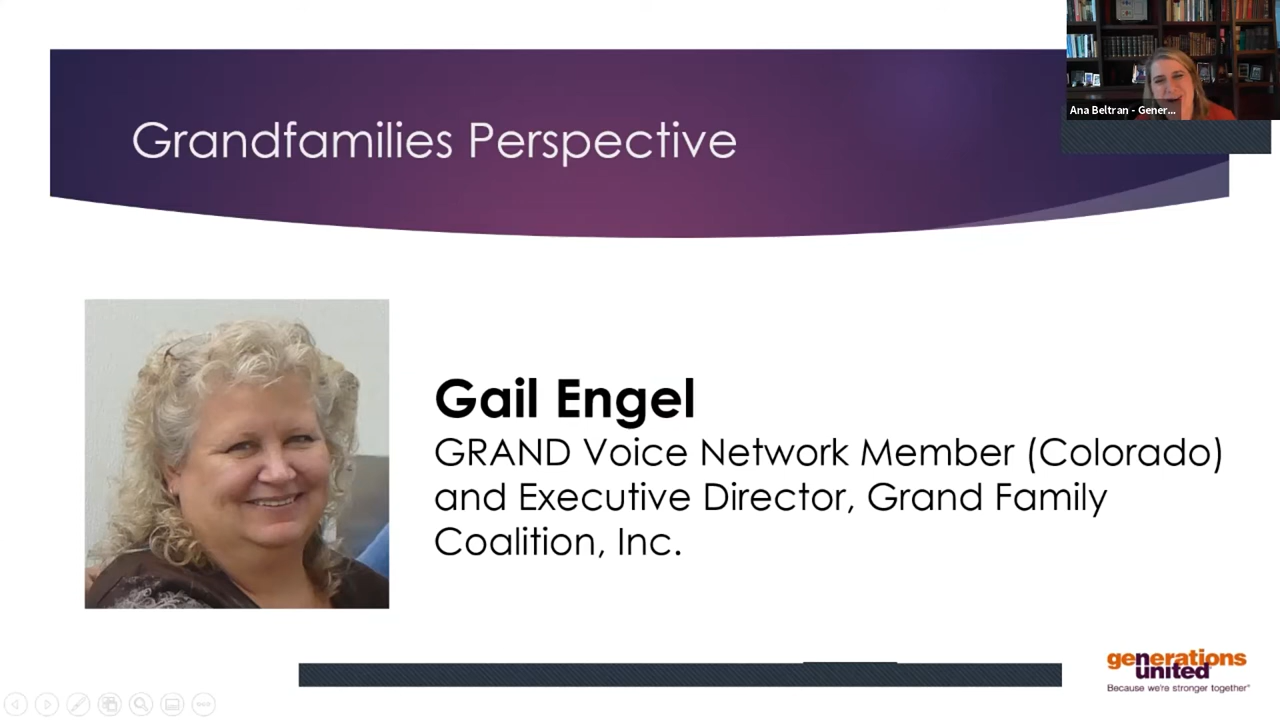 Grandfamilies Perspective
Ana Beltran - Gener...
Gail Engel
GRAND Voice Network Member (Colorado)
and Executive Director, Grand Family
Coalition, Inc.
generations
united
Because we're stronger together®